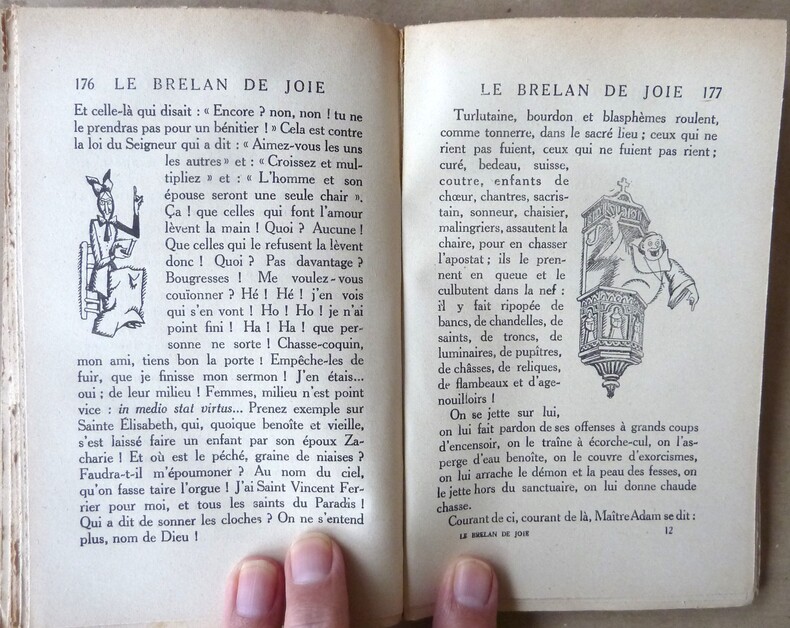 176 LE BRELAN DE JOIE
Et celle-là qui disait : « Encore ? non, non ! tu ne
le prendras pas pour un bénitier ! » Cela est contre
la loi du Seigneur qui a dit : « Aimez-vous les uns
les autres » et : « Croissez et mul-
tipliez » et : « L'homme et son
épouse seront une seule chair ».
Ça ! que celles qui font l'amour
lèvent la main ! Quoi ? Aucune !
Que celles qui le refusent la lèvent
donc ! Quoi ? Pas davantage ?
Bougresses ! Me voulez-vous
couïonner ? Hé ! Hé ! j'en vois
qui s'en vont ! Ho ! Ho ! je n'ai
point fini ! Ha ! Ha ! que per-
sonne ne sorte ! Chasse-coquin,
mon ami, tiens bon la porte ! Empêche-les de
fuir, que je finisse mon sermon ! J'en étais...
oui ; de leur milieu ! Femmes, milieu n'est point
vice : in medio stat virtus... Prenez exemple sur
Sainte Élisabeth, qui, quoique benoîte et vieille,
s'est laissé faire un enfant par son époux Za-
charie ! Et où est le péché, graine de niaises ?
Faudra-t-il m'époumoner ? Au nom du ciel,
qu'on fasse taire l'orgue ! J'ai Saint Vincent Fer-
rier pour moi, et tous les saints du Paradis !
Qui a dit de sonner les cloches ? On ne s'entend
plus, nom de Dieu !
LE BRELAN DE JOIE 177
Turlutaine, bourdon et blasphèmes roulent,
comme tonnerre, dans le sacré lieu ; ceux qui ne
rient pas fuient, ceux qui ne fuient pas rient ;
curé, bedeau, suisse,
coutre, enfants de
chœur, chantres, sacris-
tain, sonneur, chaisier,
malingriers, assautent la
chaire, pour en chasser
l'apostat ; ils le pren-
nent en queue et le
culbutent dans la nef :
il y fait ripopée de
bancs, de chandelles, de
saints, de troncs, de
luminaires, de pupîtres,
de châsses, de reliques,
de flambeaux et d'age-
nouilloirs !
On se jette sur lui,
on lui fait pardon de ses offenses à grands coups
d'encensoir, on le traîne à écorche-cul, on l'as-
perge d'eau benoîte, on le couvre d'exorcismes,
on lui arrache le démon et la peau des fesses, on
le jette hors du sanctuaire, on lui donne chaude
chasse.
Courant de ci, courant de là, Maître Adam se dit :
LE BRELAN DE JOIE 12